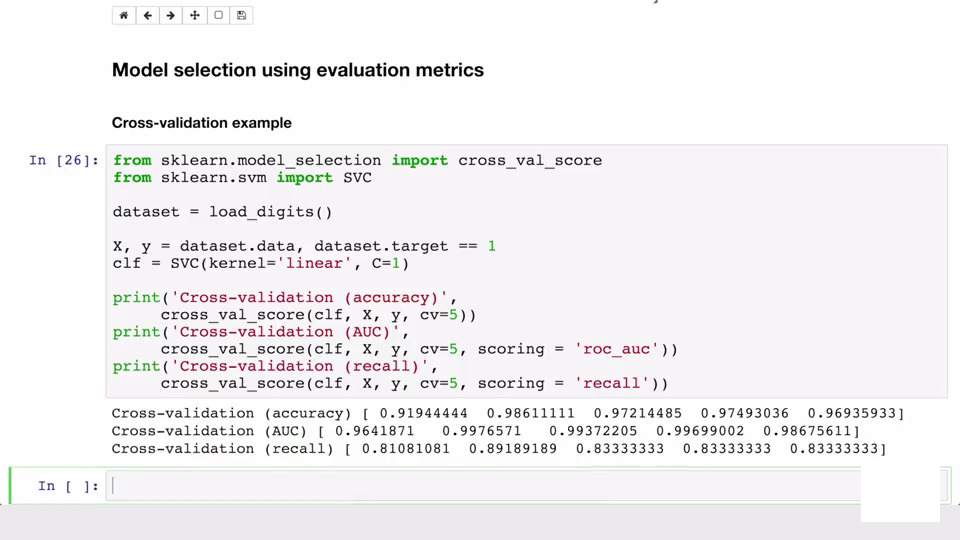 Model selection using evaluation metrics
Cross-validation example
In [26]:
from sklearn.model_selection import cross_val_score
from sklearn.svm import SVC
dataset = load_digits()
X, y = dataset.data, dataset.target == 1
clf = SVC(kernel='linear', C=1)
print('Cross-validation (accuracy)',
cross_val_score(clf, X, y, cv=5))
print('Cross-validation (AUC)',
cross_val_score(clf, X, y, cv=5, scoring = 'roc_auc'))
print('Cross-validation (recall)',
cross_val_score(clf, X, y, cv=5, scoring = 'recall'))
Cross-validation (accuracy) [ 0.91944444 0.98611111 0.97214485 0.97493036 0.96935933]
Cross-validation (AUC) [ 0.9641871 0.9976571 0.99372205 0.99699002 0.98675611]
Cross-validation (recall) [ 0.81081081 0.89189189 0.83333333 0.83333333 0.83333333]
In [ ]: